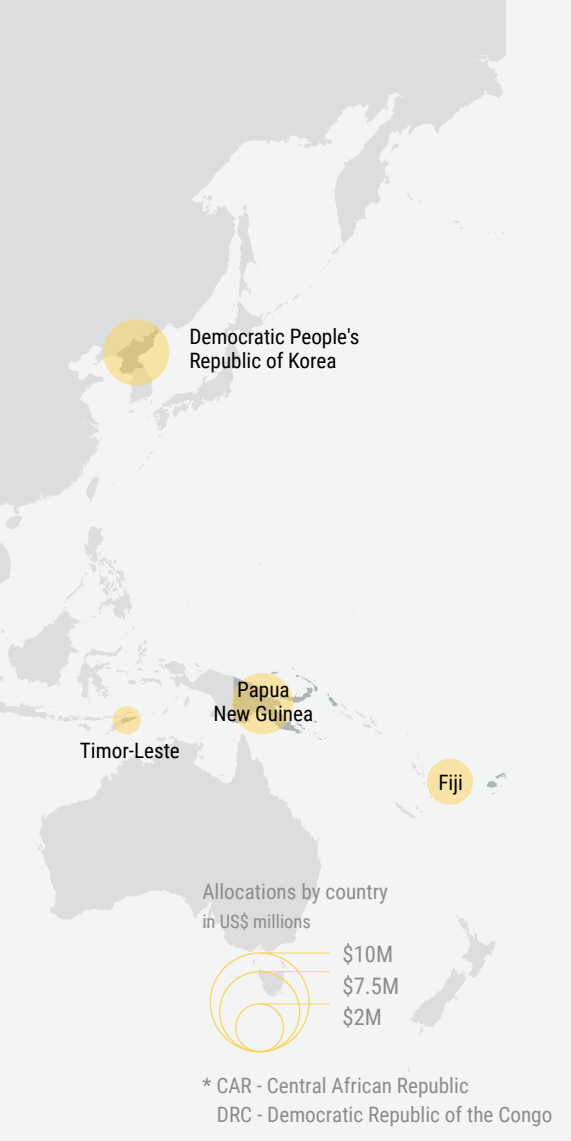 Democratic People's
Republic of Korea
Papua
New Guinea
Timor-Leste
Fiji
Allocations by country
in US$ millions
$10M
$7.5M
$2M
* CAR - Central African Republic
DRC - Democratic Republic of the Congo